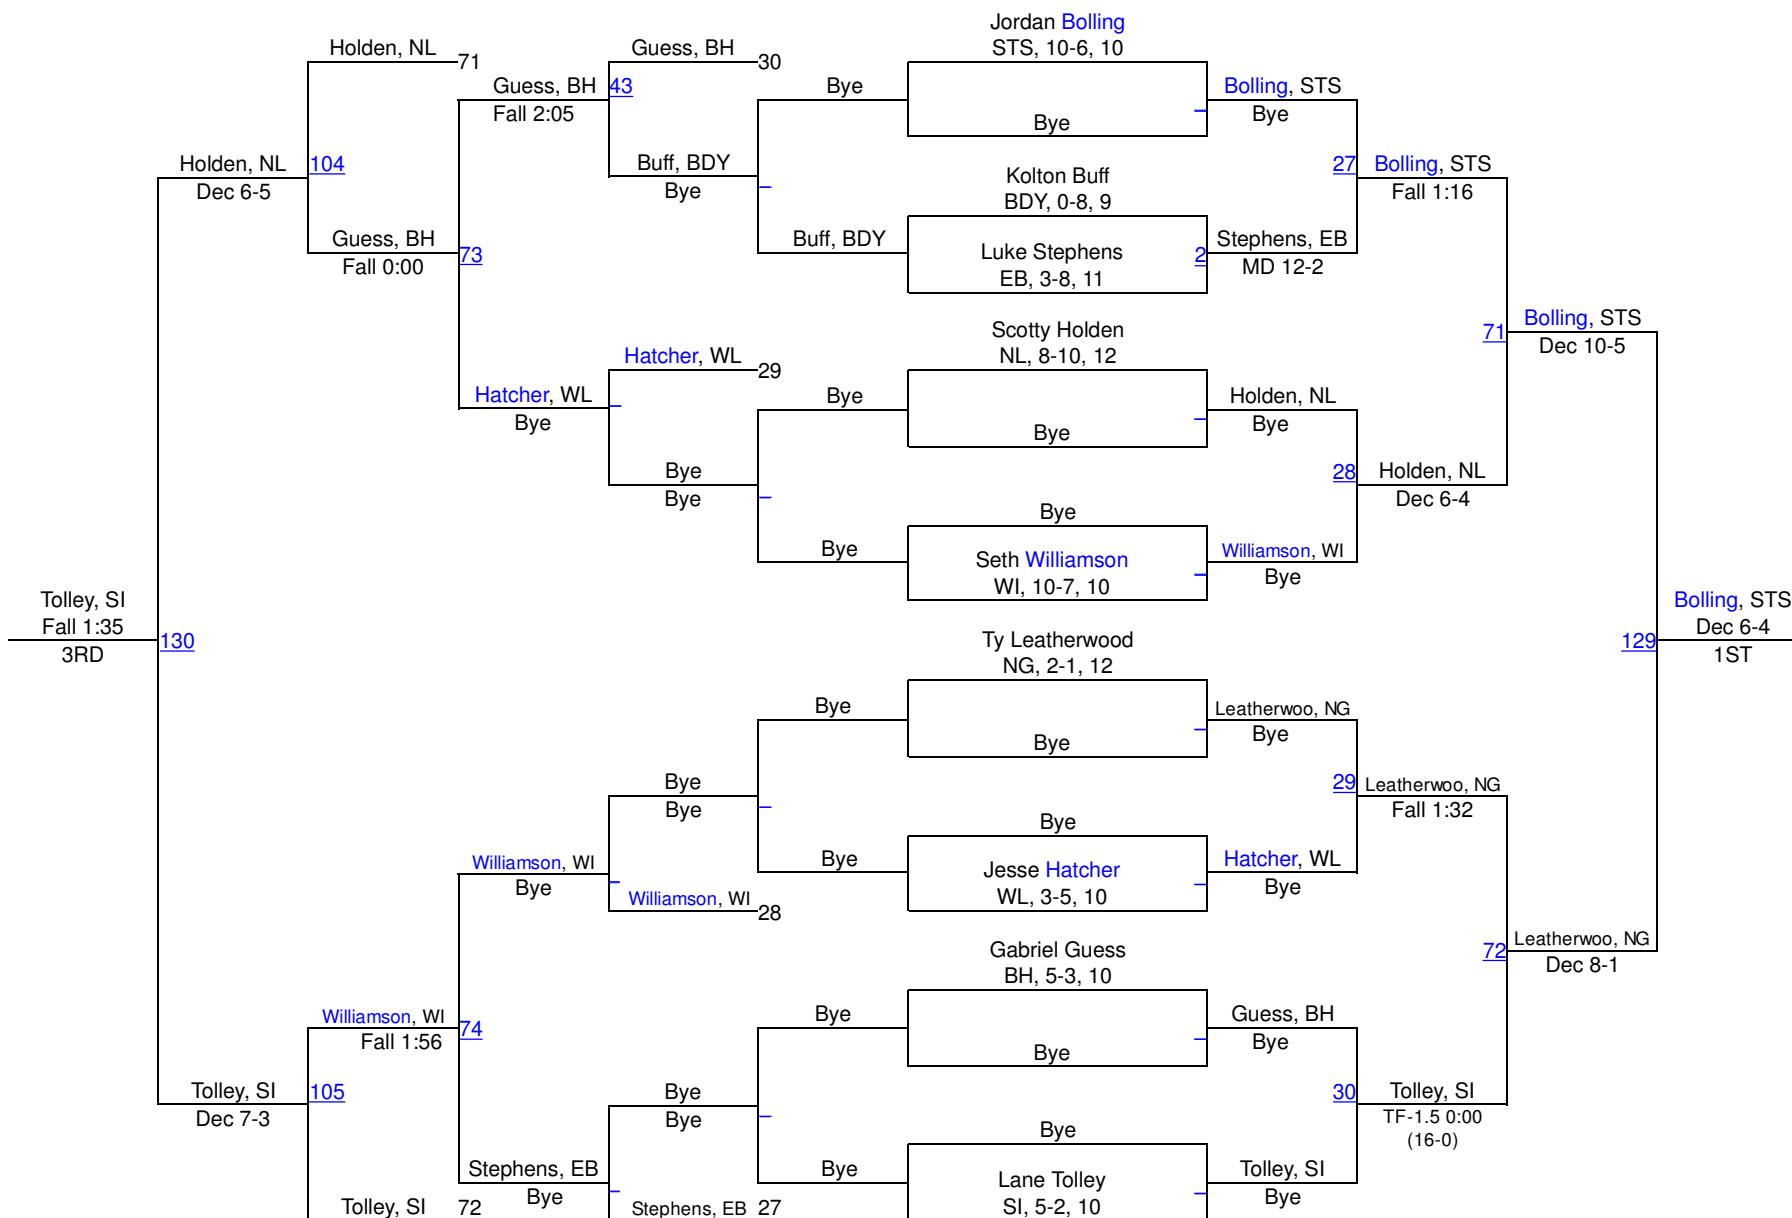 Jordan Bolling
Holden, NL
71
Guess, BH
30
STS, 10-6, 10
Guess, BH
43
Bye
Bolling, STS
Fall 2:05
Bye
Bye
Holden, NL
104
Buff, BDY
27
Bolling, STS
Dec 6-5
Bye
Kolton Buff
Fall 1:16
BDY, 0-8, 9
Guess, BH
73
Buff, BDY
Luke Stephens
2
Stephens, EB
Fall 0:00
EB, 3-8, 11
MD 12-2
Scotty Holden
71
Bolling, STS
Hatcher, WL
29
NL, 8-10, 12
Dec 10-5
Hatcher, WL
Bye
Holden, NL
Bye
Bye
Bye
Bye
28
Holden, NL
Bye
Dec 6-4
Bye
Bye
Seth Williamson
Williamson, WI
WI, 10-7, 10
Bye
Tolley, SI
Fall 1:35
130
3RD
Bolling, STS
Dec 6-4
129
1ST
Ty Leatherwood
NG, 2-1, 12
Bye
Leatherwoo, NG
Bye
Bye
Bye
29
Leatherwoo, NG
Bye
Fall 1:32
Bye
Williamson, WI
Bye
Jesse Hatcher
Hatcher, WL
Bye
WL, 3-5, 10
Bye
Williamson, WI
28
Gabriel Guess
72
Leatherwoo, NG
BH, 5-3, 10
Dec 8-1
Williamson, WI
74
Bye
Guess, BH
Fall 1:56
Bye
Bye
Tolley, SI
105
Bye
30
Tolley, SI
Dec 7-3
Bye
TF-1.5 0:00
Bye
(16-0)
Stephens, EB
Bye
Lane Tolley
Tolley, SI
Bye
SI, 5-2, 10
Bye
Tolley, SI
72
Stephens, EB
27